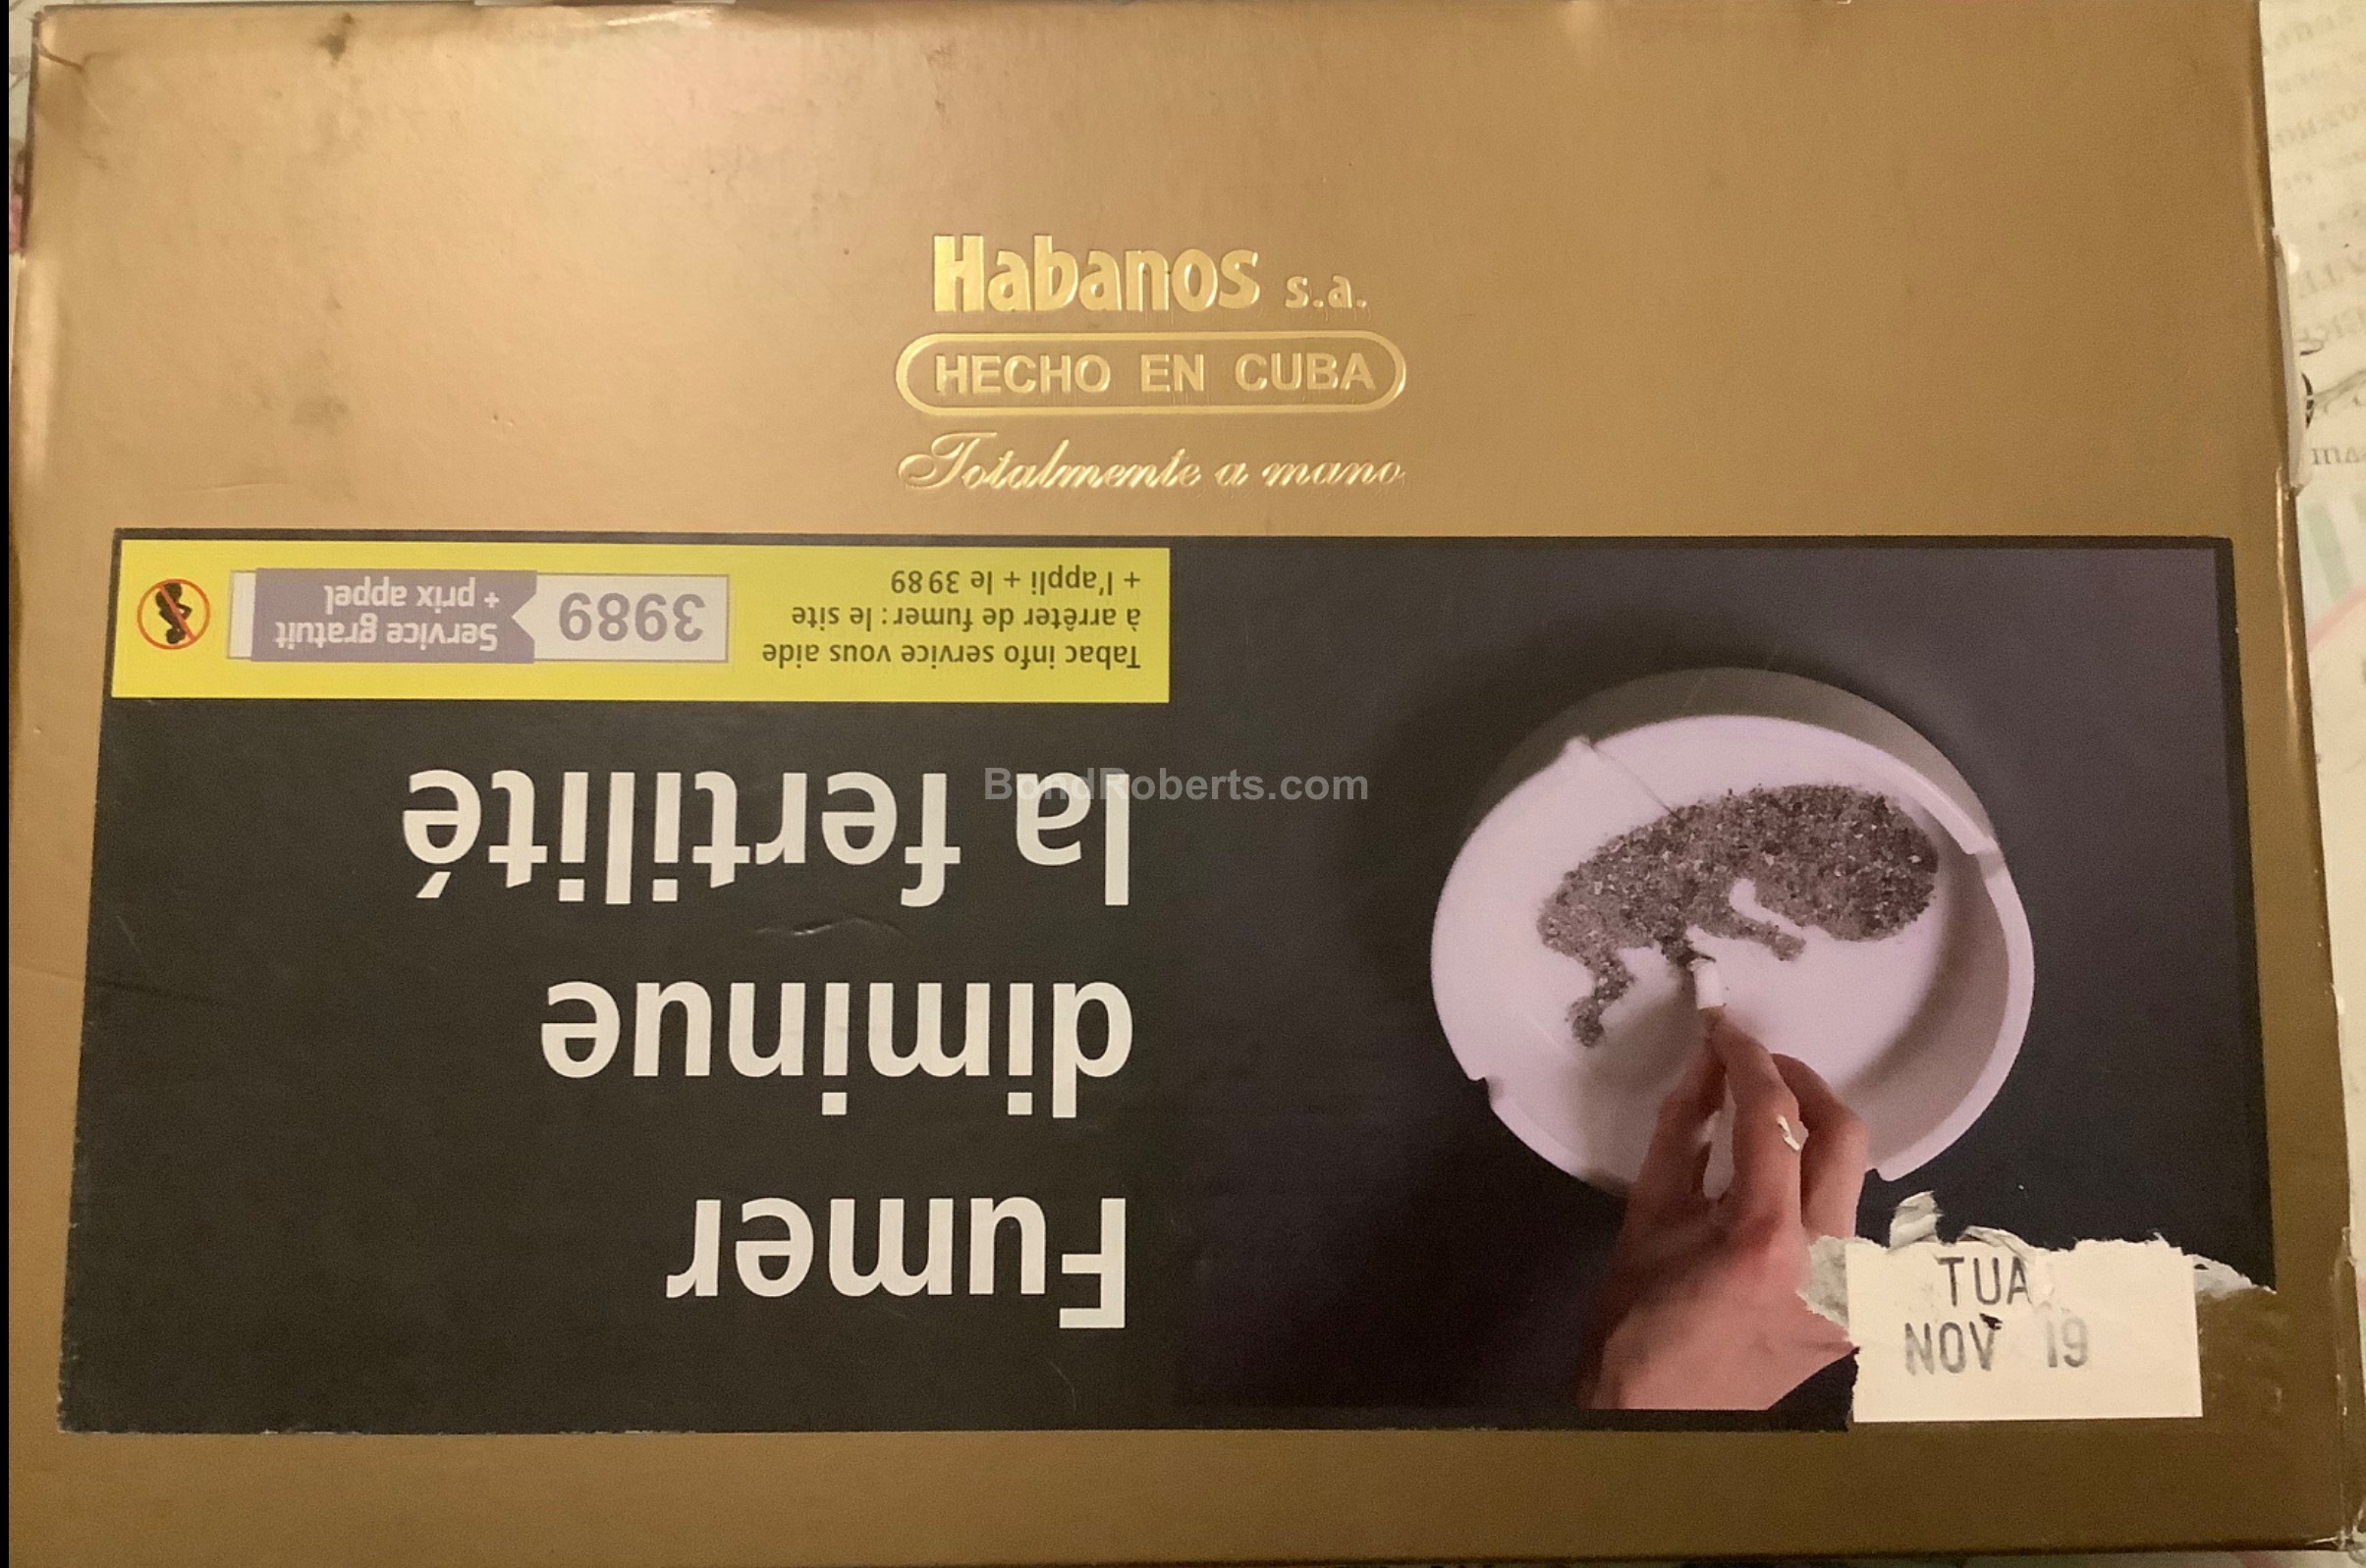 Habanos s.a.
HECHO EN CUBA
Totalmente a mano
Fumer
diminue
la fertilité
Tabac info service vous aide
à arrêter de fumer : le site
+ l'appli + le 39 89
3989
Service gratuit
+ prix appel
BondRoberts.com
TUA
NOV 19